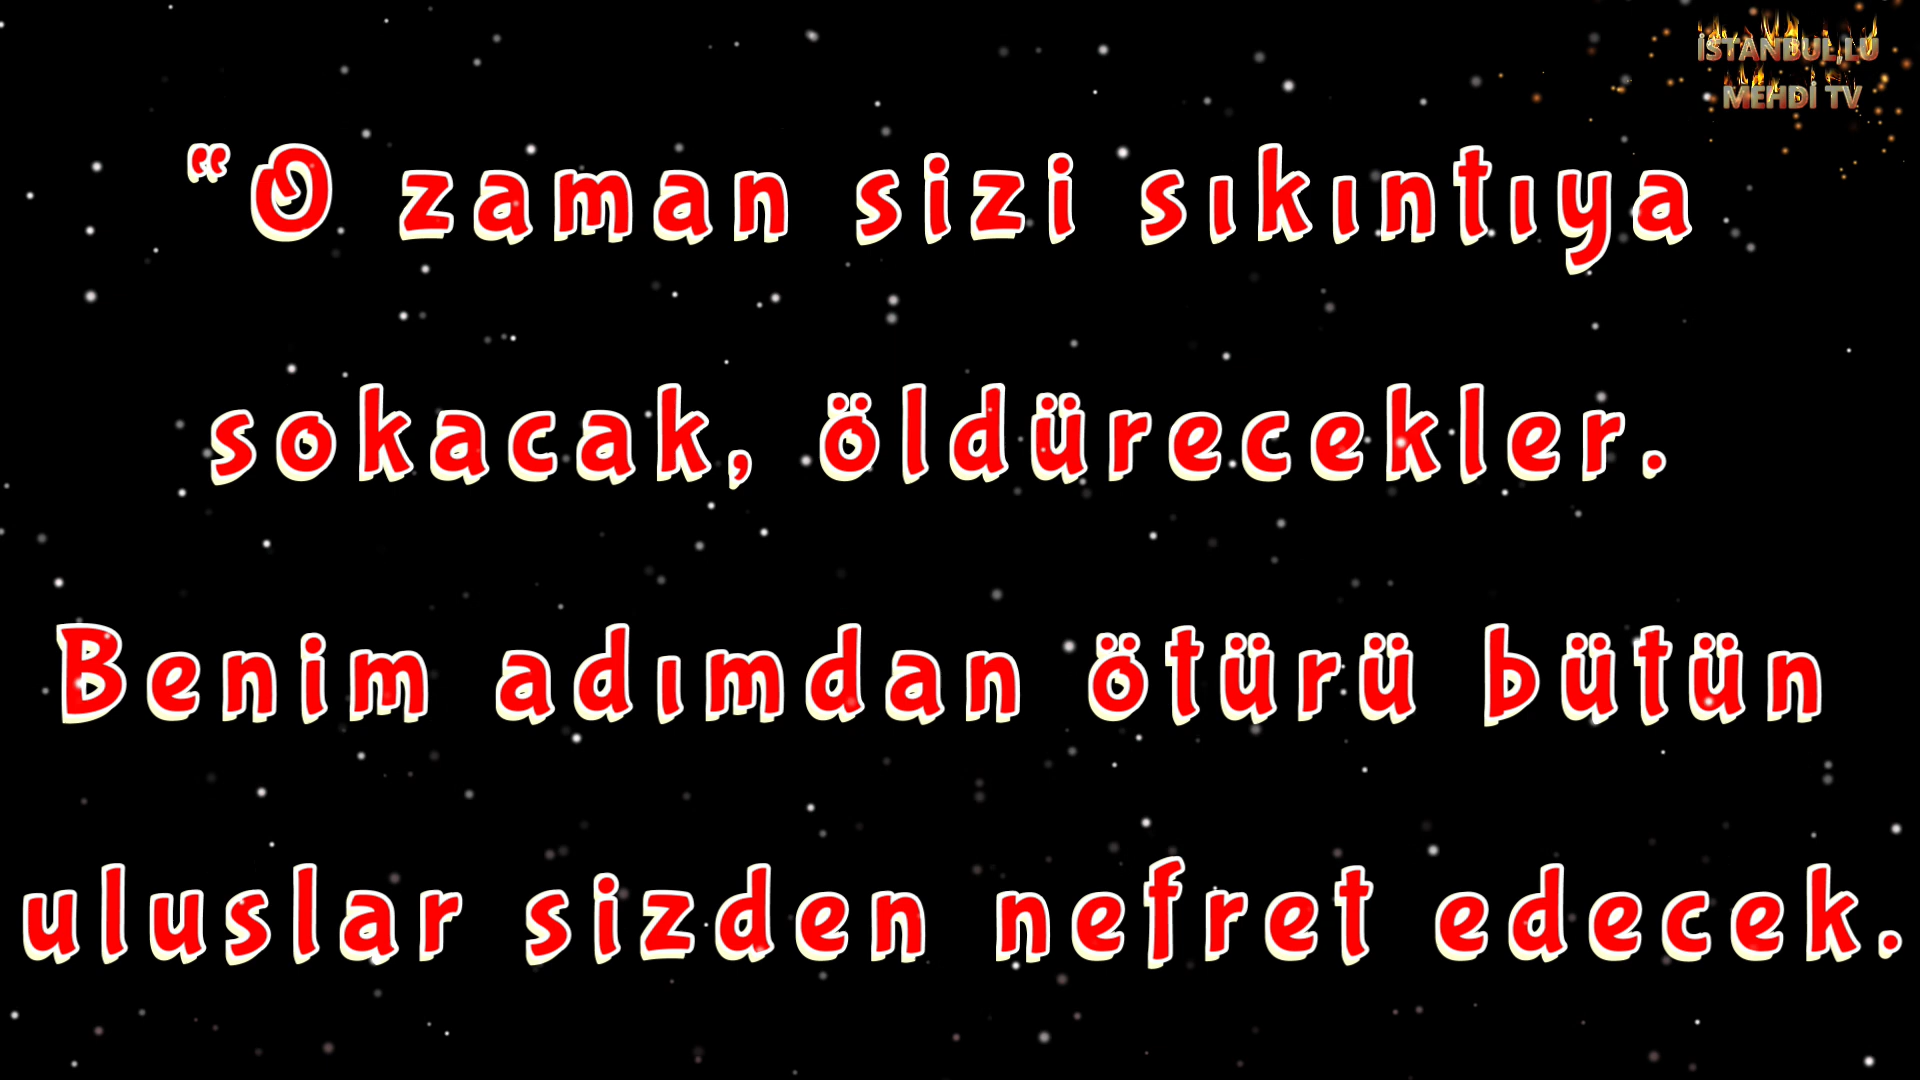 İSTANBUL,LU
MEHDİ TV
“O zaman sizi sıkıntıya
sokacak, öldürecekler.
Benim adımdan ötürü bütün
uluslar sizden nefret edecek.